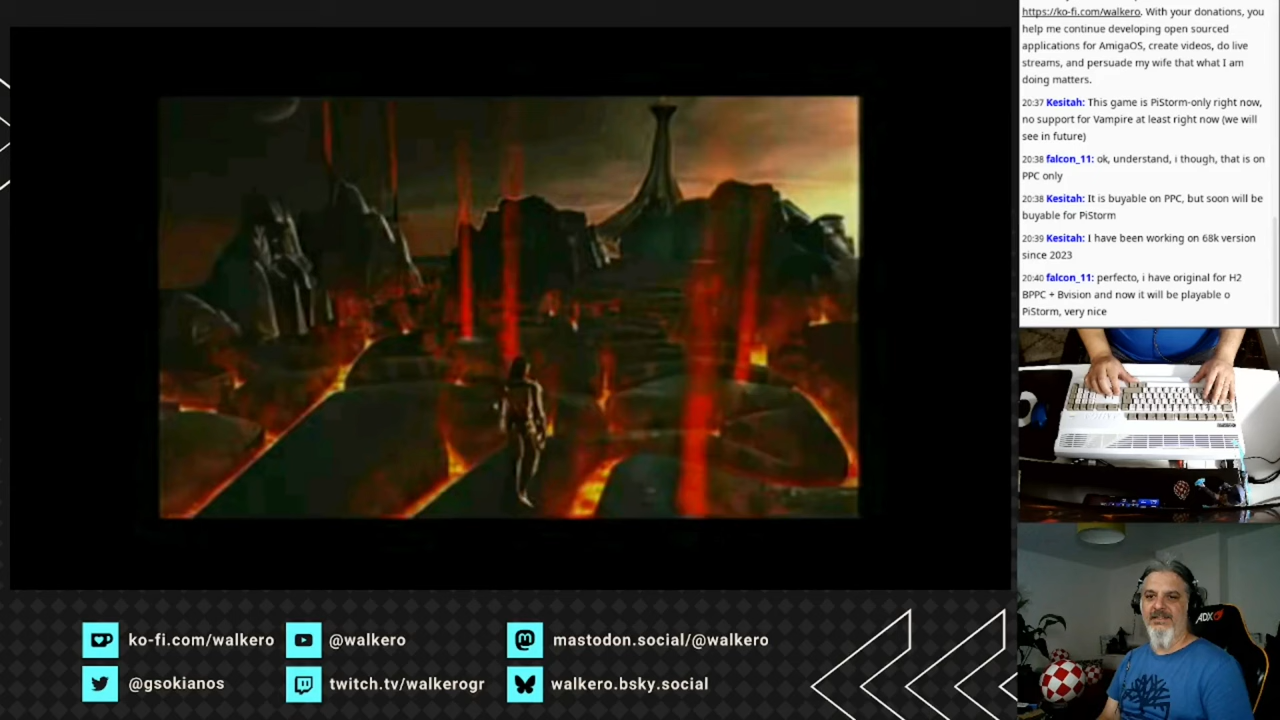 https://ko-fi.com/walkero. With your donations, you
help me continue developing open sourced
applications for AmigaOS, create videos, do live
streams, and persuade my wife that what I am
doing matters.
20:37 Kesitah: This game is PiStorm-only right now,
no support for Vampire at least right now (we will
see in future)
20:38 falcon_11: ok, understand, i though, that is on
PPC only
20:38 Kesitah: It is buyable on PPC, but soon will be
buyable for PiStorm
20:39 Kesitah: I have been working on 68k version
since 2023
20:40 falcon_11: perfecto, i have original for H2
BPPC + Bvision and now it will be playable o
PiStorm, very nice
ADX
ko-fi.com/walkero
@walkero
mastodon.social/@walkero
@gsokianos
twitch.tv/walkerogr
walkero.bsky.social